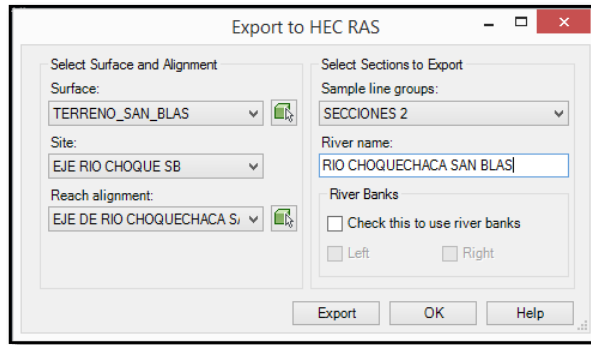 Export to HEC RAS
Select Surface and Alignment
Surface:
TERRENO_SAN_BLAS
Site:
EJE RIO CHOQUE SB
Reach alignment:
EJE DE RIO CHOQUECHACA S
Select Sections to Export
Sample line groups:
SECCIONES 2
River name:
RIO CHOQUECHACA SAN BLAS
River Banks
Check this to use river banks
Left Right
Export OK Help